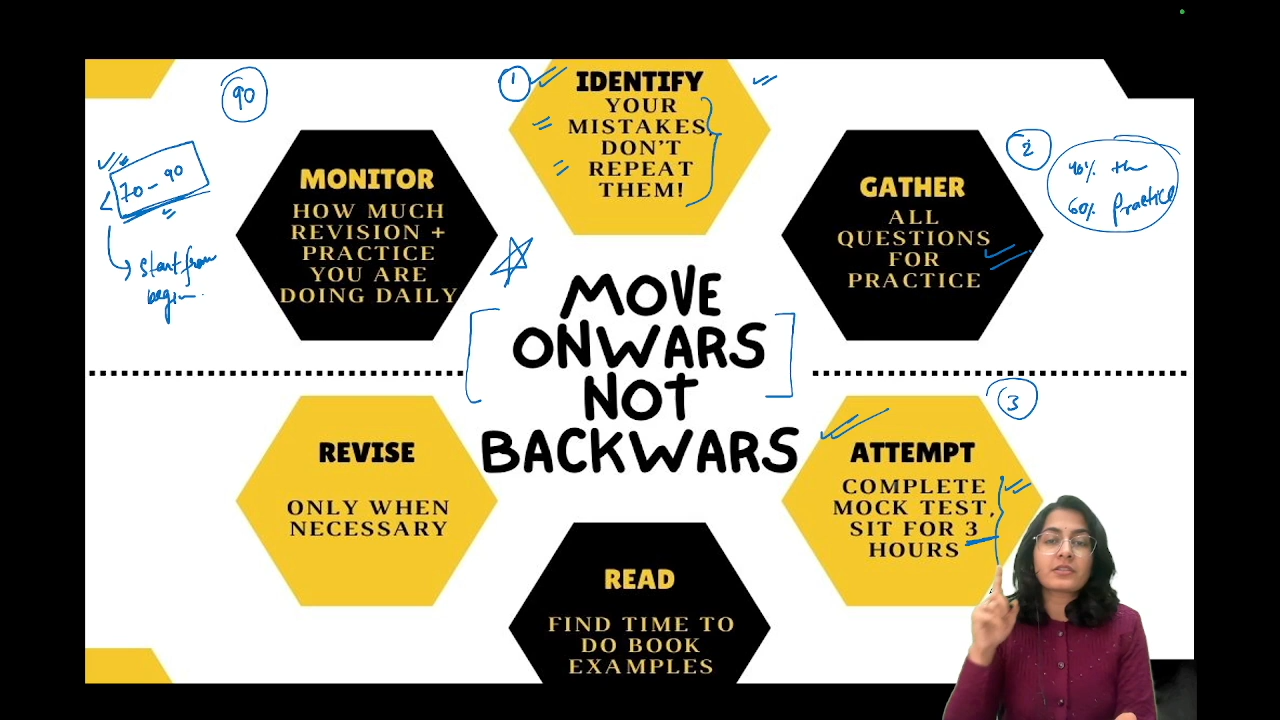 90
1
IDENTIFY
YOUR
MISTAKES,
DON'T
REPEAT
THEM!
70-90
start from
begin.
MONITOR
HOW MUCH
REVISION +
PRACTICE
YOU ARE
DOING DAILY
2
GATHER
ALL
QUESTIONS
FOR
PRACTICE
40% th
60% Practice
MOVE
ONWARS
NOT
BACKWARS
REVISE
ONLY WHEN
NECESSARY
3
ATTEMPT
COMPLETE
MOCK TEST,
SIT FOR 3
HOURS
READ
FIND TIME TO
DO BOOK
EXAMPLES